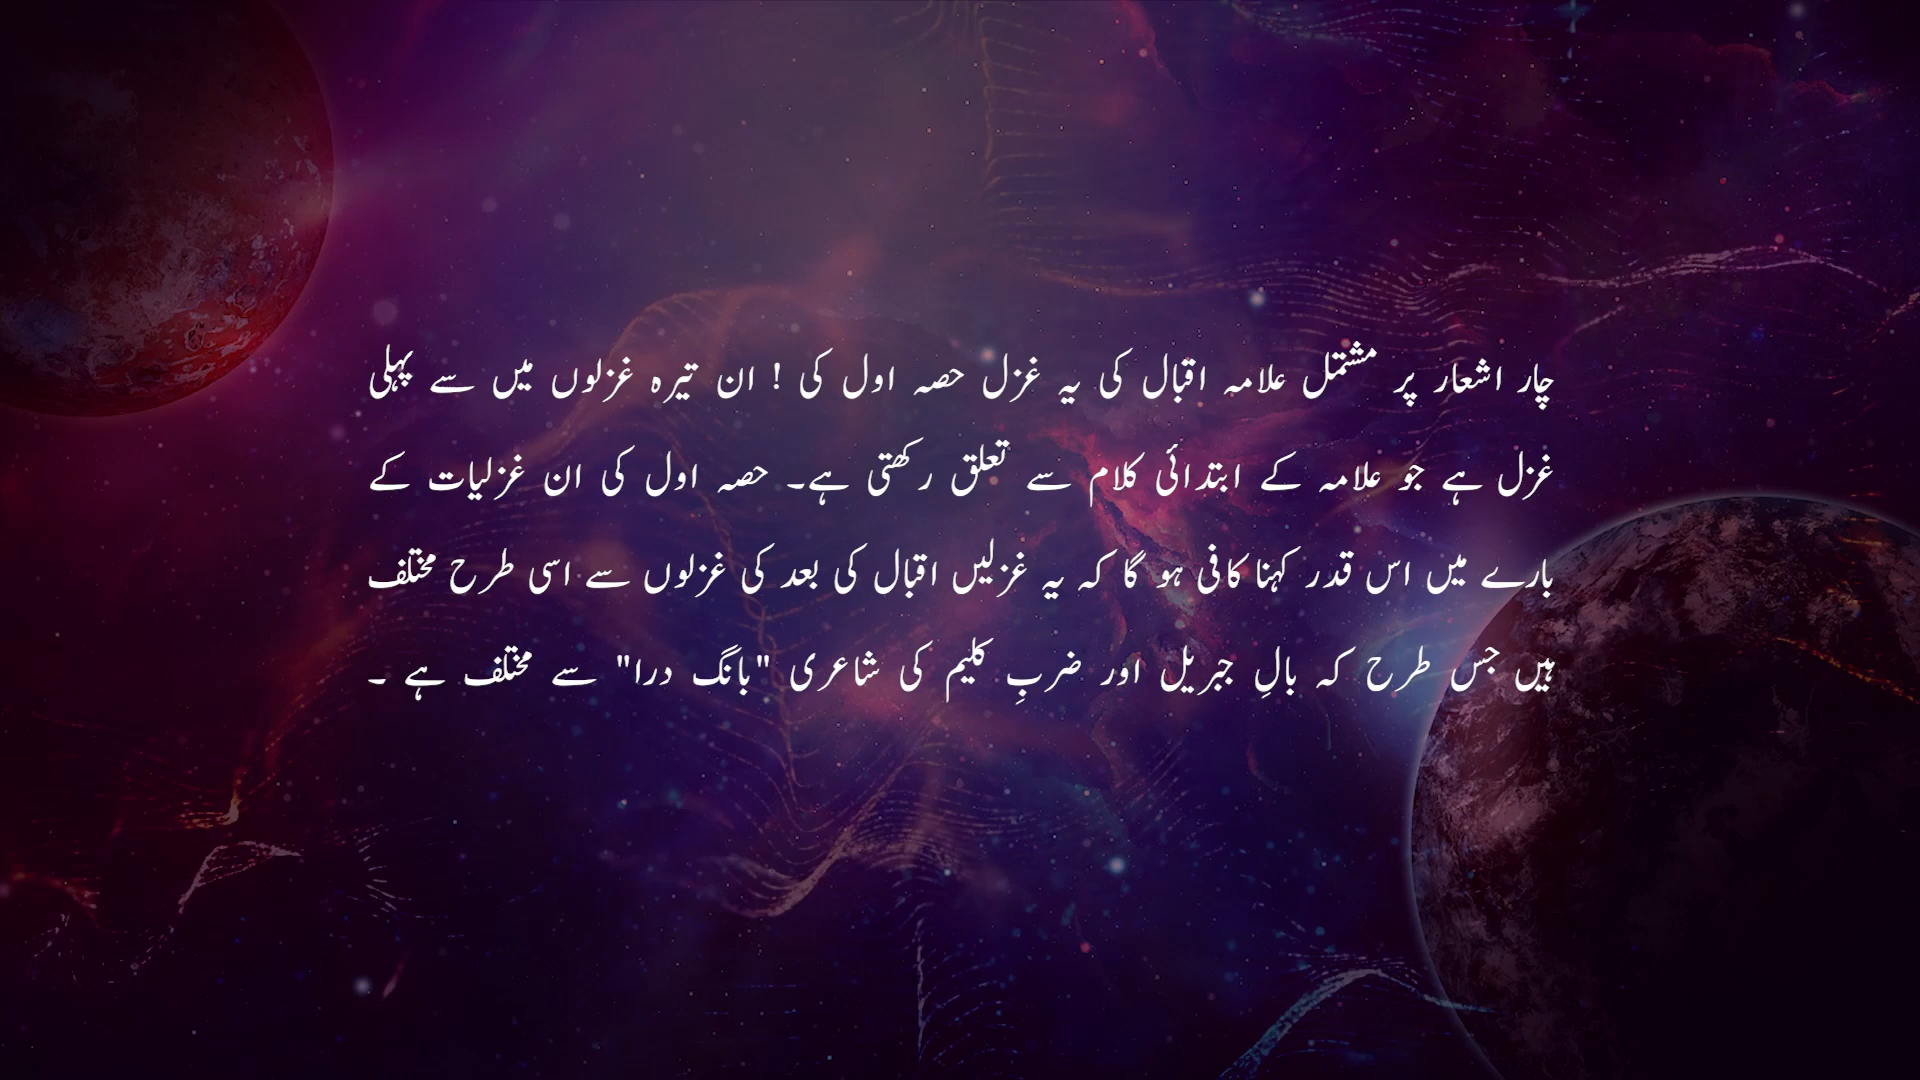 چار اشعار پر مشتمل علامہ اقبال کی یہ غزل حصہ اول کی ! ان تیرہ غزلوں میں سے پہلی
غزل ہے جو علامہ کے ابتدائی کلام سے تعلق رکھتی ہے۔ حصہ اول کی ان غزلیات کے
بارے میں اس قدر کہنا کافی ہو گا کہ یہ غزلیں اقبال کی بعد کی غزلوں سے اسی طرح مختلف
ہیں جس طرح کہ بالِ جبریل اور ضربِ کلیم کی شاعری "بانگ درا" سے مختلف ہے ۔